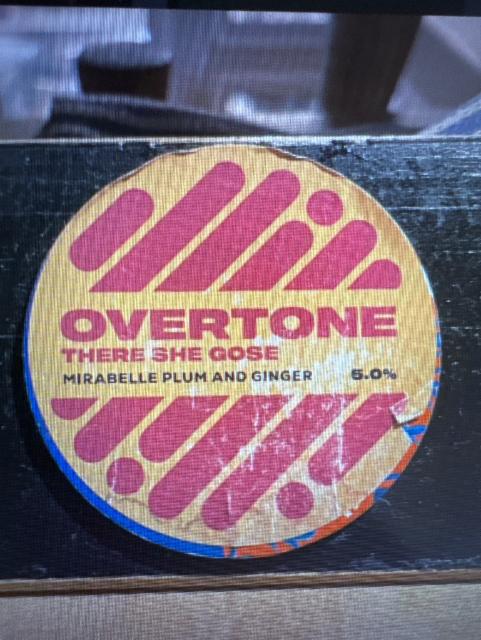 OVERTONE
THERE SHE GOSE
MIRABELLE PLUM AND GINGER 5.0%